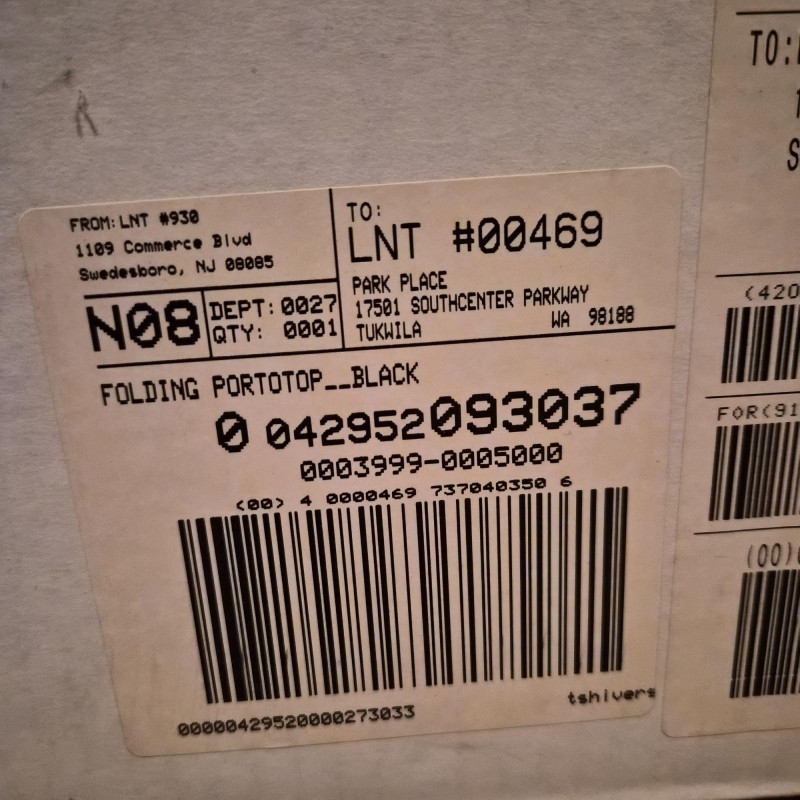 FROM: LNT #930
1109 Commerce Blvd
Swedesboro, NJ 08085
TO:
LNT #00469
PARK PLACE
17501 SOUTHCENTER PARKWAY
TUKWILA WA 98188
N08
DEPT: 0027
QTY: 0001
FOLDING PORTOTOP__BLACK
0 042952093037
0003999-0005000
(00) 4 0000469 737040350 6
00000429520000273033
tshivers
TO:
S
(420
FOR(91
(00)